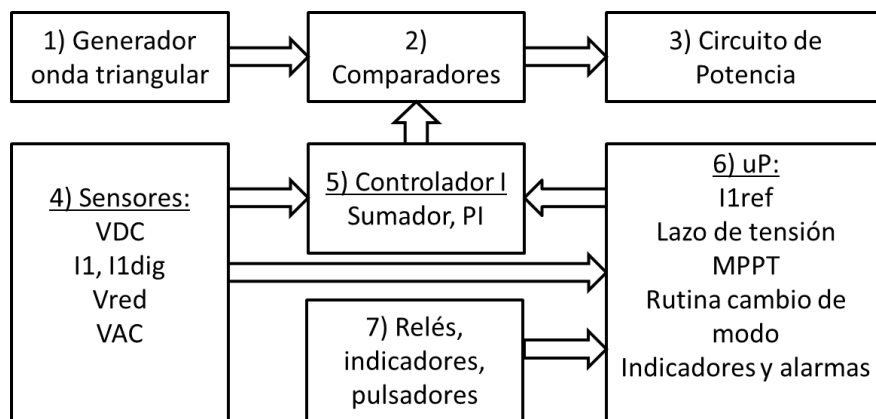 1) Generador
onda triangular
2)
Comparadores
3) Circuito de
Potencia
4) Sensores:
VDC
I1, I1dig
Vred
VAC
5) Controlador I
Sumador, PI
6) uP:
I1ref
Lazo de tensión
MPPT
Rutina cambio de
modo
Indicadores y alarmas
7) Relés,
indicadores,
pulsadores